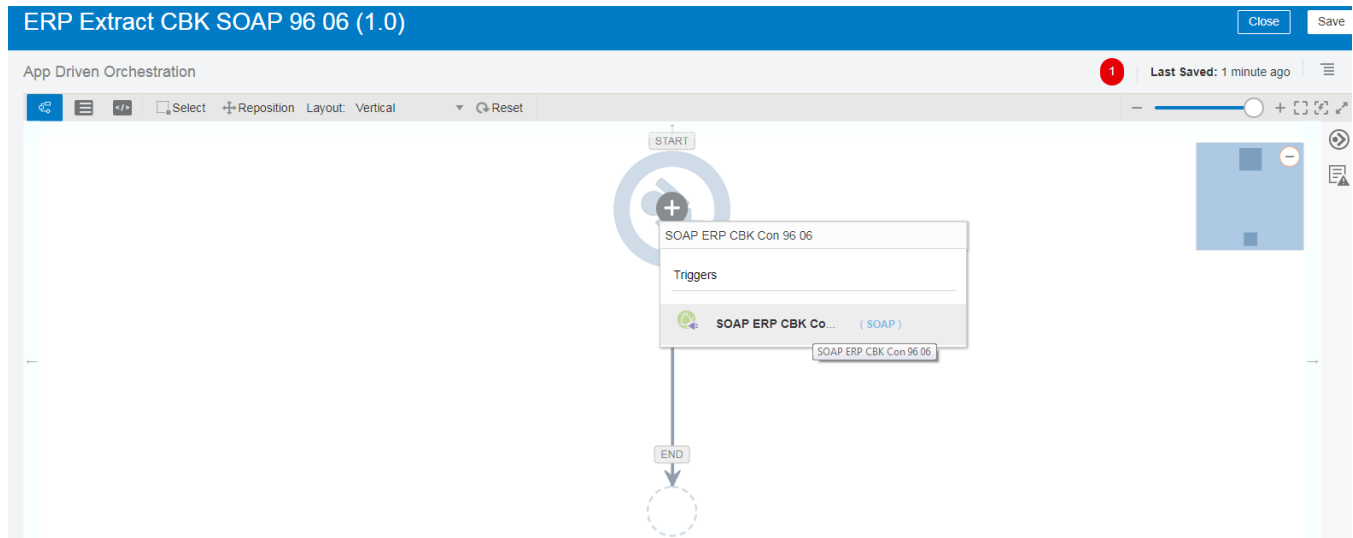 ERP Extract CBK SOAP 96 06 (1.0)
Close
Save
App Driven Orchestration
1
Last Saved: 1 minute ago
Select
Reposition
Layout: Vertical
Reset
START
SOAP ERP CBK Con 96 06
Triggers
SOAP ERP CBK Co...
( SOAP )
SOAP ERP CBK Con 96 06
END